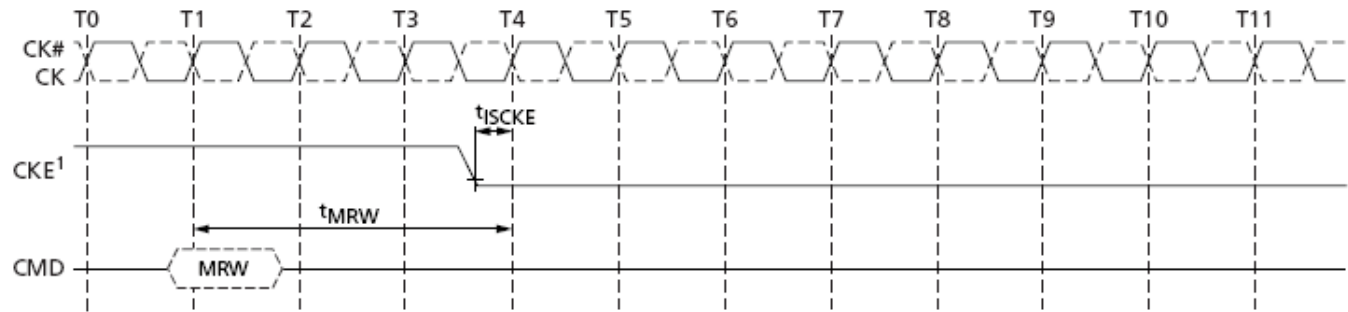 T0 T1 T2 T3 T4 T5 T6 T7 T8 T9 T10 T11
CK#
CK
tISCKE
CKE1
tMRW
CMD MRW